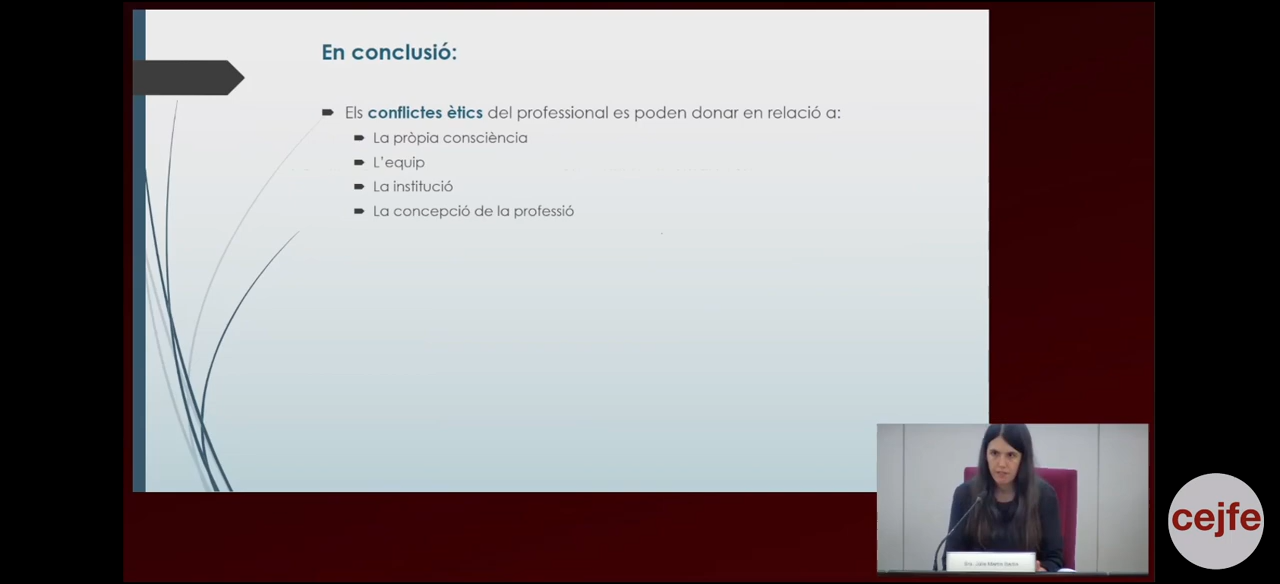 En conclusió:
Els conflictes ètics del professional es poden donar en relació a:
La pròpia consciència
L'equip
La institució
La concepció de la professió
cejfe